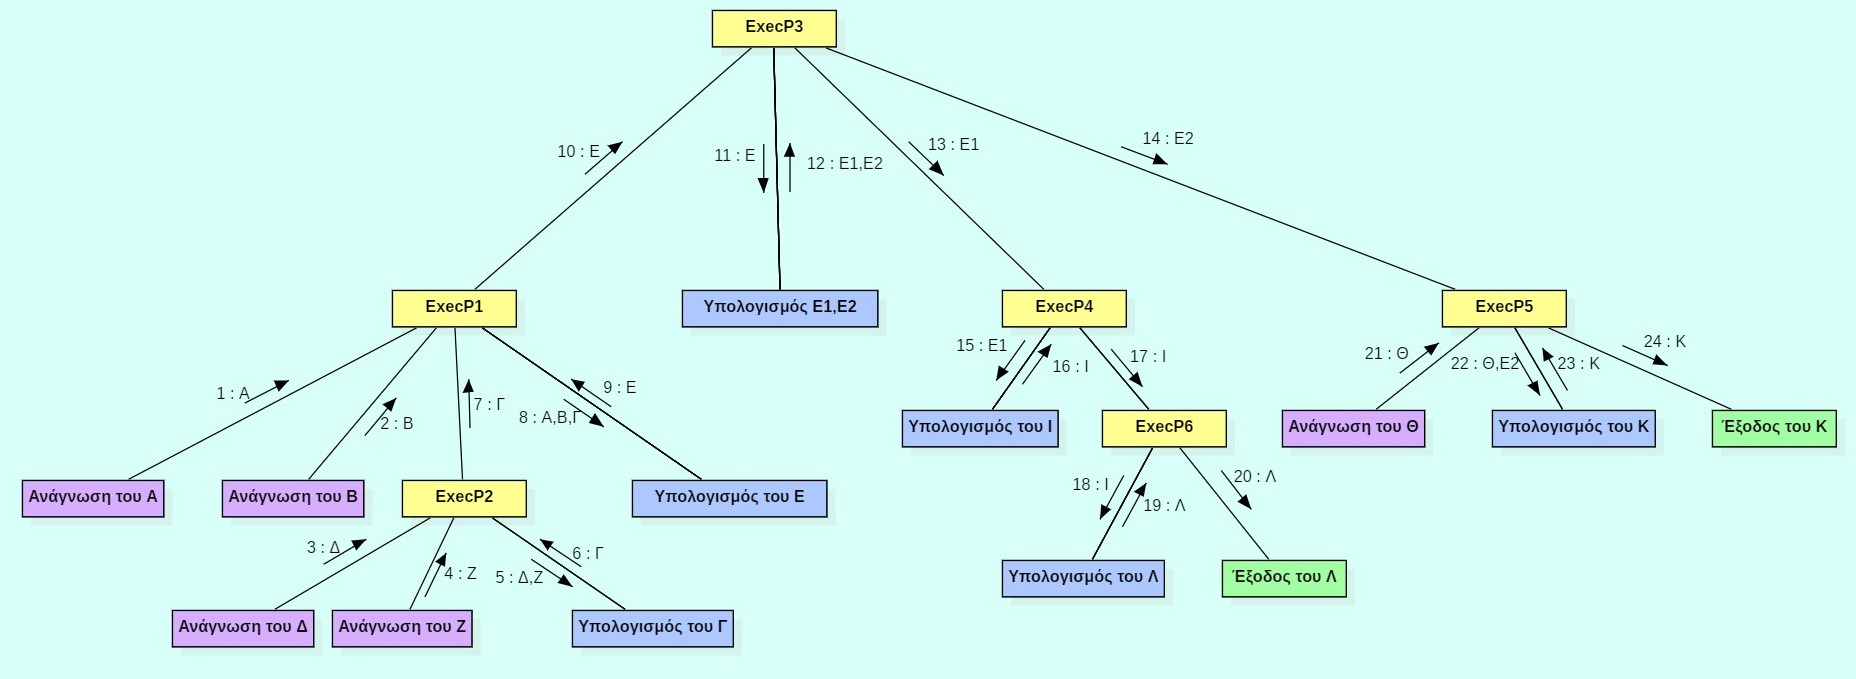 ExecP3
10 : Ε
11 : Ε
12 : Ε1,Ε2
13 : Ε1
14 : Ε2
ExecP1
Υπολογισμός Ε1,Ε2
ExecP4
ExecP5
1 : Α
2 : Β
7 : Γ
8 : Α,Β,Γ
9 : Ε
15 : Ε1
16 : Ι
17 : Ι
21 : Θ
22 : Θ,Ε2
23 : Κ
24 : Κ
Υπολογισμός του Ι
ExecP6
Ανάγνωση του Θ
Υπολογισμός του Κ
Έξοδος του Κ
Ανάγνωση του Α
Ανάγνωση του Β
ExecP2
Υπολογισμός του Ε
18 : Ι
19 : Λ
20 : Λ
3 : Δ
4 : Ζ
5 : Δ,Ζ
6 : Γ
Υπολογισμός του Λ
Έξοδος του Λ
Ανάγνωση του Δ
Ανάγνωση του Ζ
Υπολογισμός του Γ